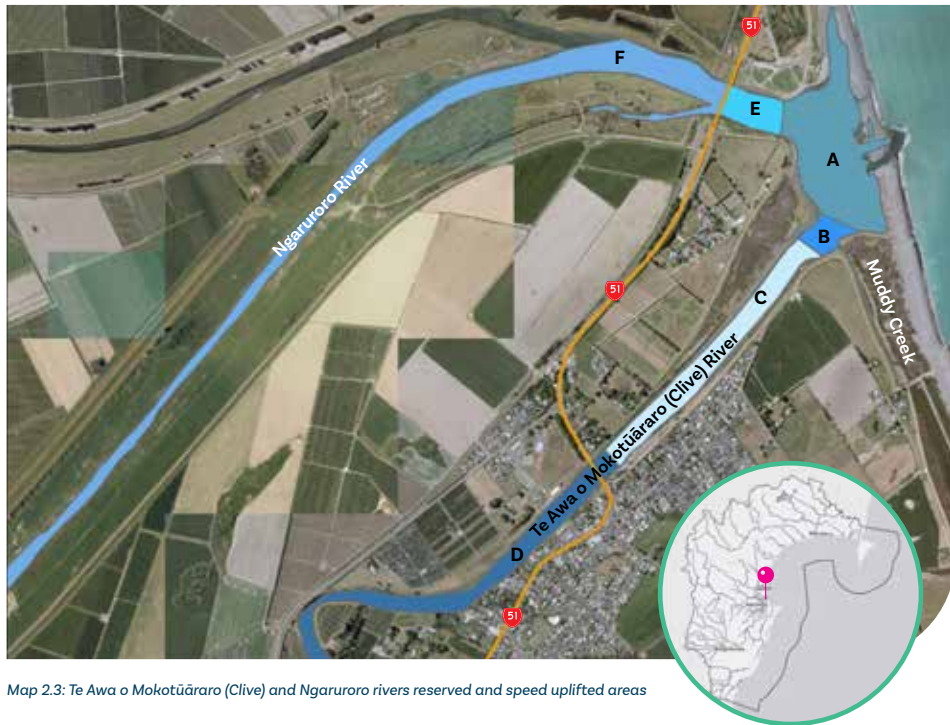 51
F
E
A
Ngaruroro River
B
51
C
Muddy Creek
Te Awa o Mokotūāraro (Clive) River
D
51
Map 2.3: Te Awa o Mokotūāraro (Clive) and Ngaruroro rivers reserved and speed uplifted areas